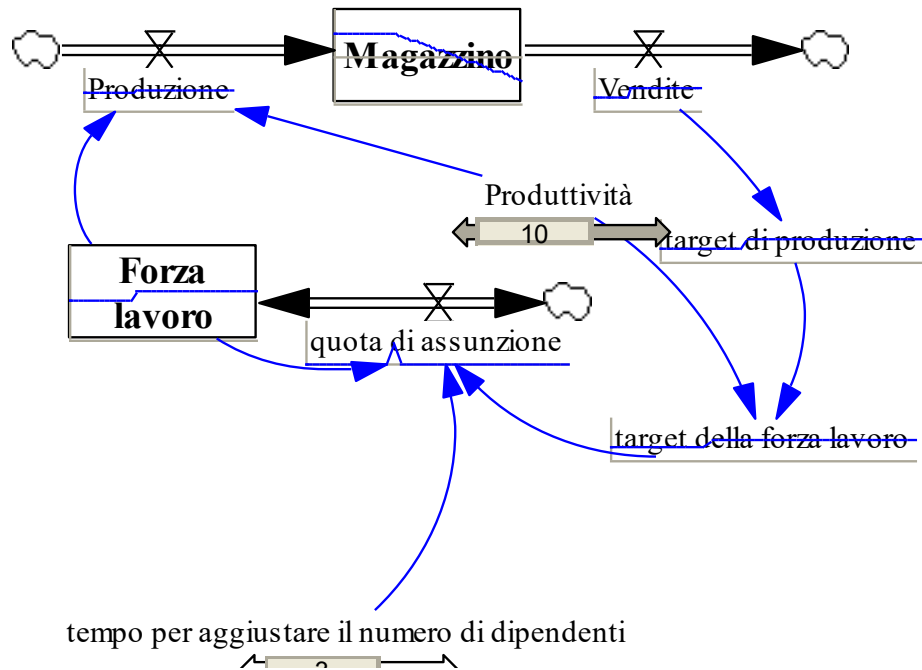 Magazzino
Produzione
Vendite
Produttività
10
target di produzione
Forza
lavoro
quota di assunzione
target della forza lavoro
tempo per aggiustare il numero di dipendenti